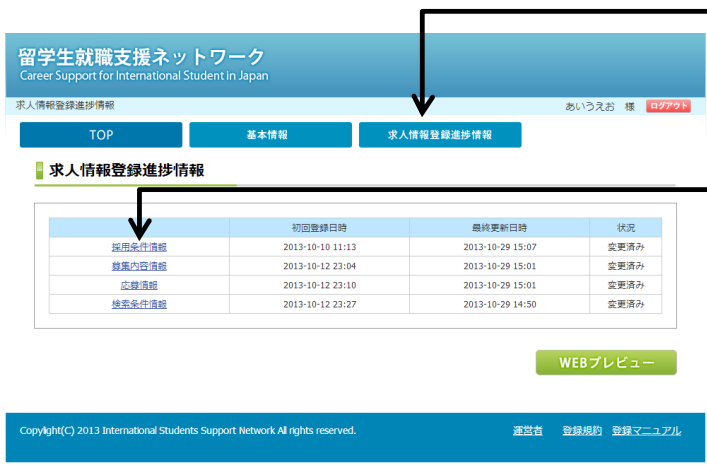 留学生就職支援ネットワーク
Career Support for International Student in Japan
求人情報登録進捗情報 あいうえお 様 ログアウト
TOP 基本情報 求人情報登録進捗情報
求人情報登録進捗情報
初回登録日時 最終更新日時 状況
採用条件情報 2013-10-10 11:13 2013-10-29 15:07 変更済み
募集内容情報 2013-10-12 23:04 2013-10-29 15:01 変更済み
応募情報 2013-10-12 23:10 2013-10-29 15:01 変更済み
検索条件情報 2013-10-12 23:27 2013-10-29 14:50 変更済み
WEBプレビュー
Copyright(C) 2013 International Students Support Network All rights reserved. 運営者 登録規約 登録マニュアル